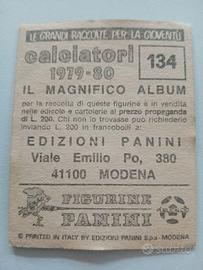 LE GRANDI RACCOLTE PER LA GIOVENTÙ
calciatori
1979-80
134
IL MAGNIFICO ALBUM
per la raccolta di queste figurine è in vendita
nelle edicole e cartolerie al prezzo propaganda
di L. 200. Chi non lo trovasse può richiederlo
inviando L. 200 in francobolli a:
EDIZIONI PANINI
Viale Emilio Po, 380
41100 MODENA
FIGURINE
PANINI
© PRINTED IN ITALY BY EDIZIONI PANINI S.p.a. - MODENA
subito